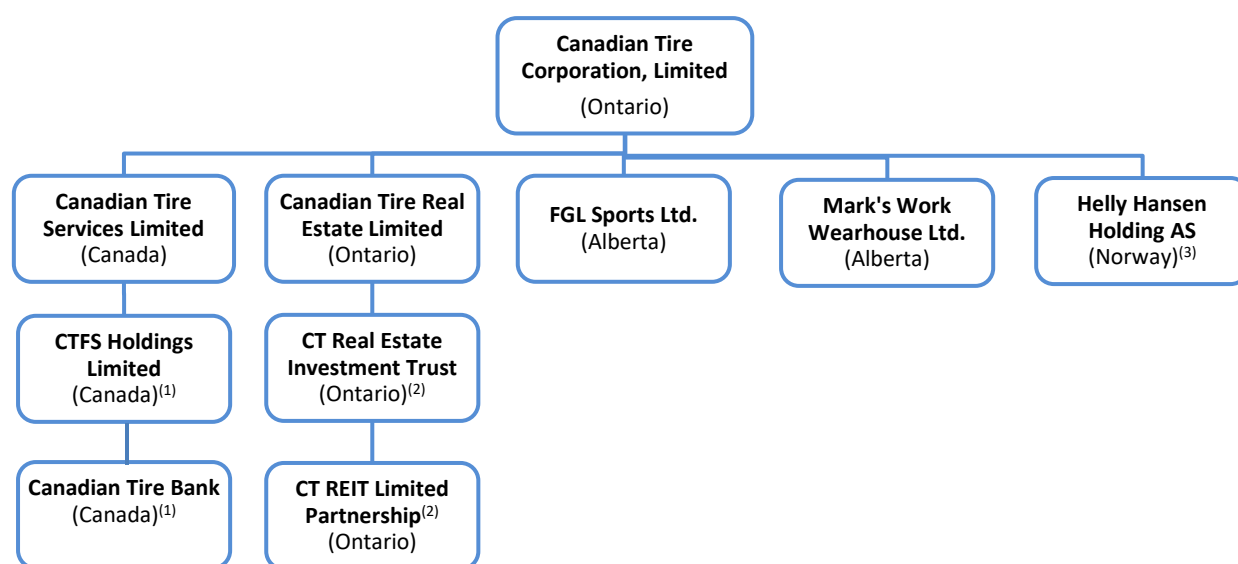 Canadian Tire
Corporation, Limited
(Ontario)
Canadian Tire
Services Limited
(Canada)
Canadian Tire Real
Estate Limited
(Ontario)
FGL Sports Ltd.
(Alberta)
Mark's Work
Wearhouse Ltd.
(Alberta)
Helly Hansen
Holding AS
(Norway)(3)
CTFS Holdings
Limited
(Canada)(1)
CT Real Estate
Investment Trust
(Ontario)(2)
Canadian Tire Bank
(Canada)(1)
CT REIT Limited
Partnership(2)
(Ontario)